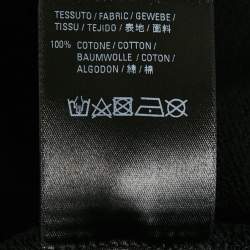 TESSUTO / FABRIC / GEWEBE /
TISSU / TEJIDO / 表地 / 面料
100% COTONE / COTTON /
BAUMWOLLE / COTON /
ALGODON / 綿 / 棉